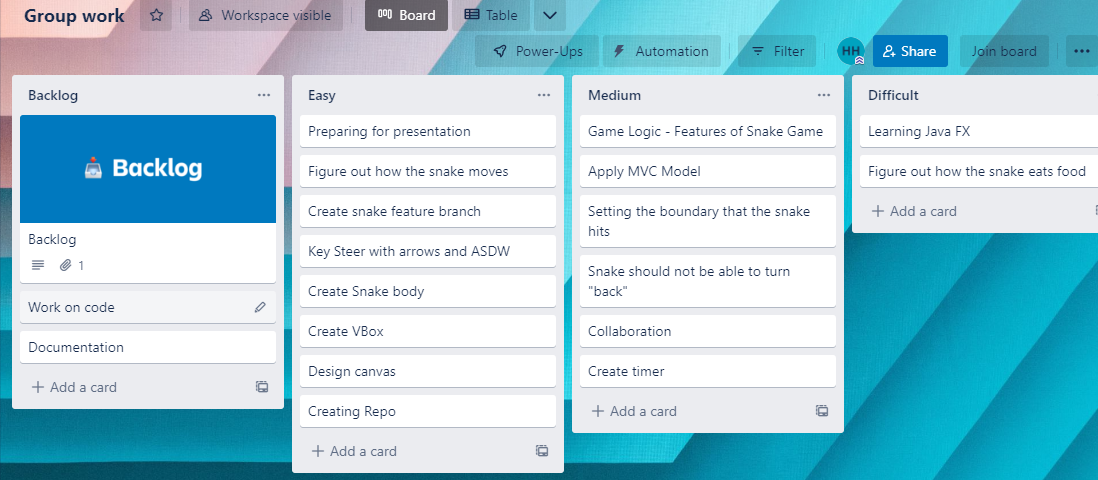 Group work
Workspace visible
Board
Table
Power-Ups
Automation
Filter
HH
Share
Join board
Backlog
Backlog
Backlog
1
Work on code
Documentation
Add a card
Easy
Preparing for presentation
Figure out how the snake moves
Create snake feature branch
Key Steer with arrows and ASDW
Create Snake body
Create VBox
Design canvas
Creating Repo
Add a card
Medium
Game Logic - Features of Snake Game
Apply MVC Model
Setting the boundary that the snake
hits
Snake should not be able to turn
"back"
Collaboration
Create timer
Add a card
Difficult
Learning Java FX
Figure out how the snake eats food
Add a card